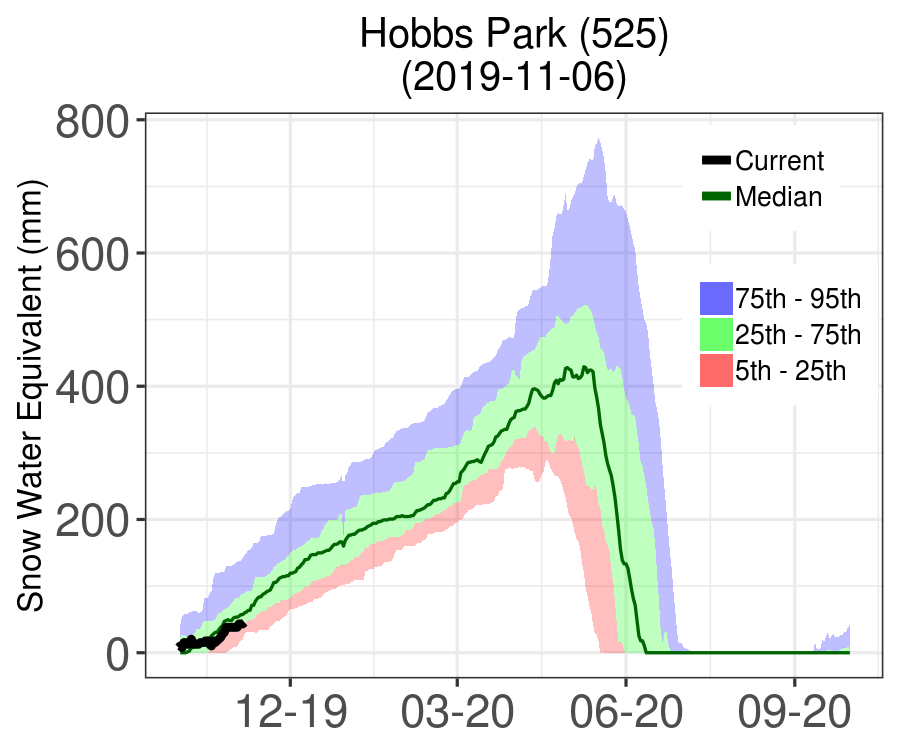 Hobbs Park (525)
(2019-11-06)
Snow Water Equivalent (mm)
800
600
400
200
0
12-19
03-20
06-20
09-20
Current
Median
75th - 95th
25th - 75th
5th - 25th